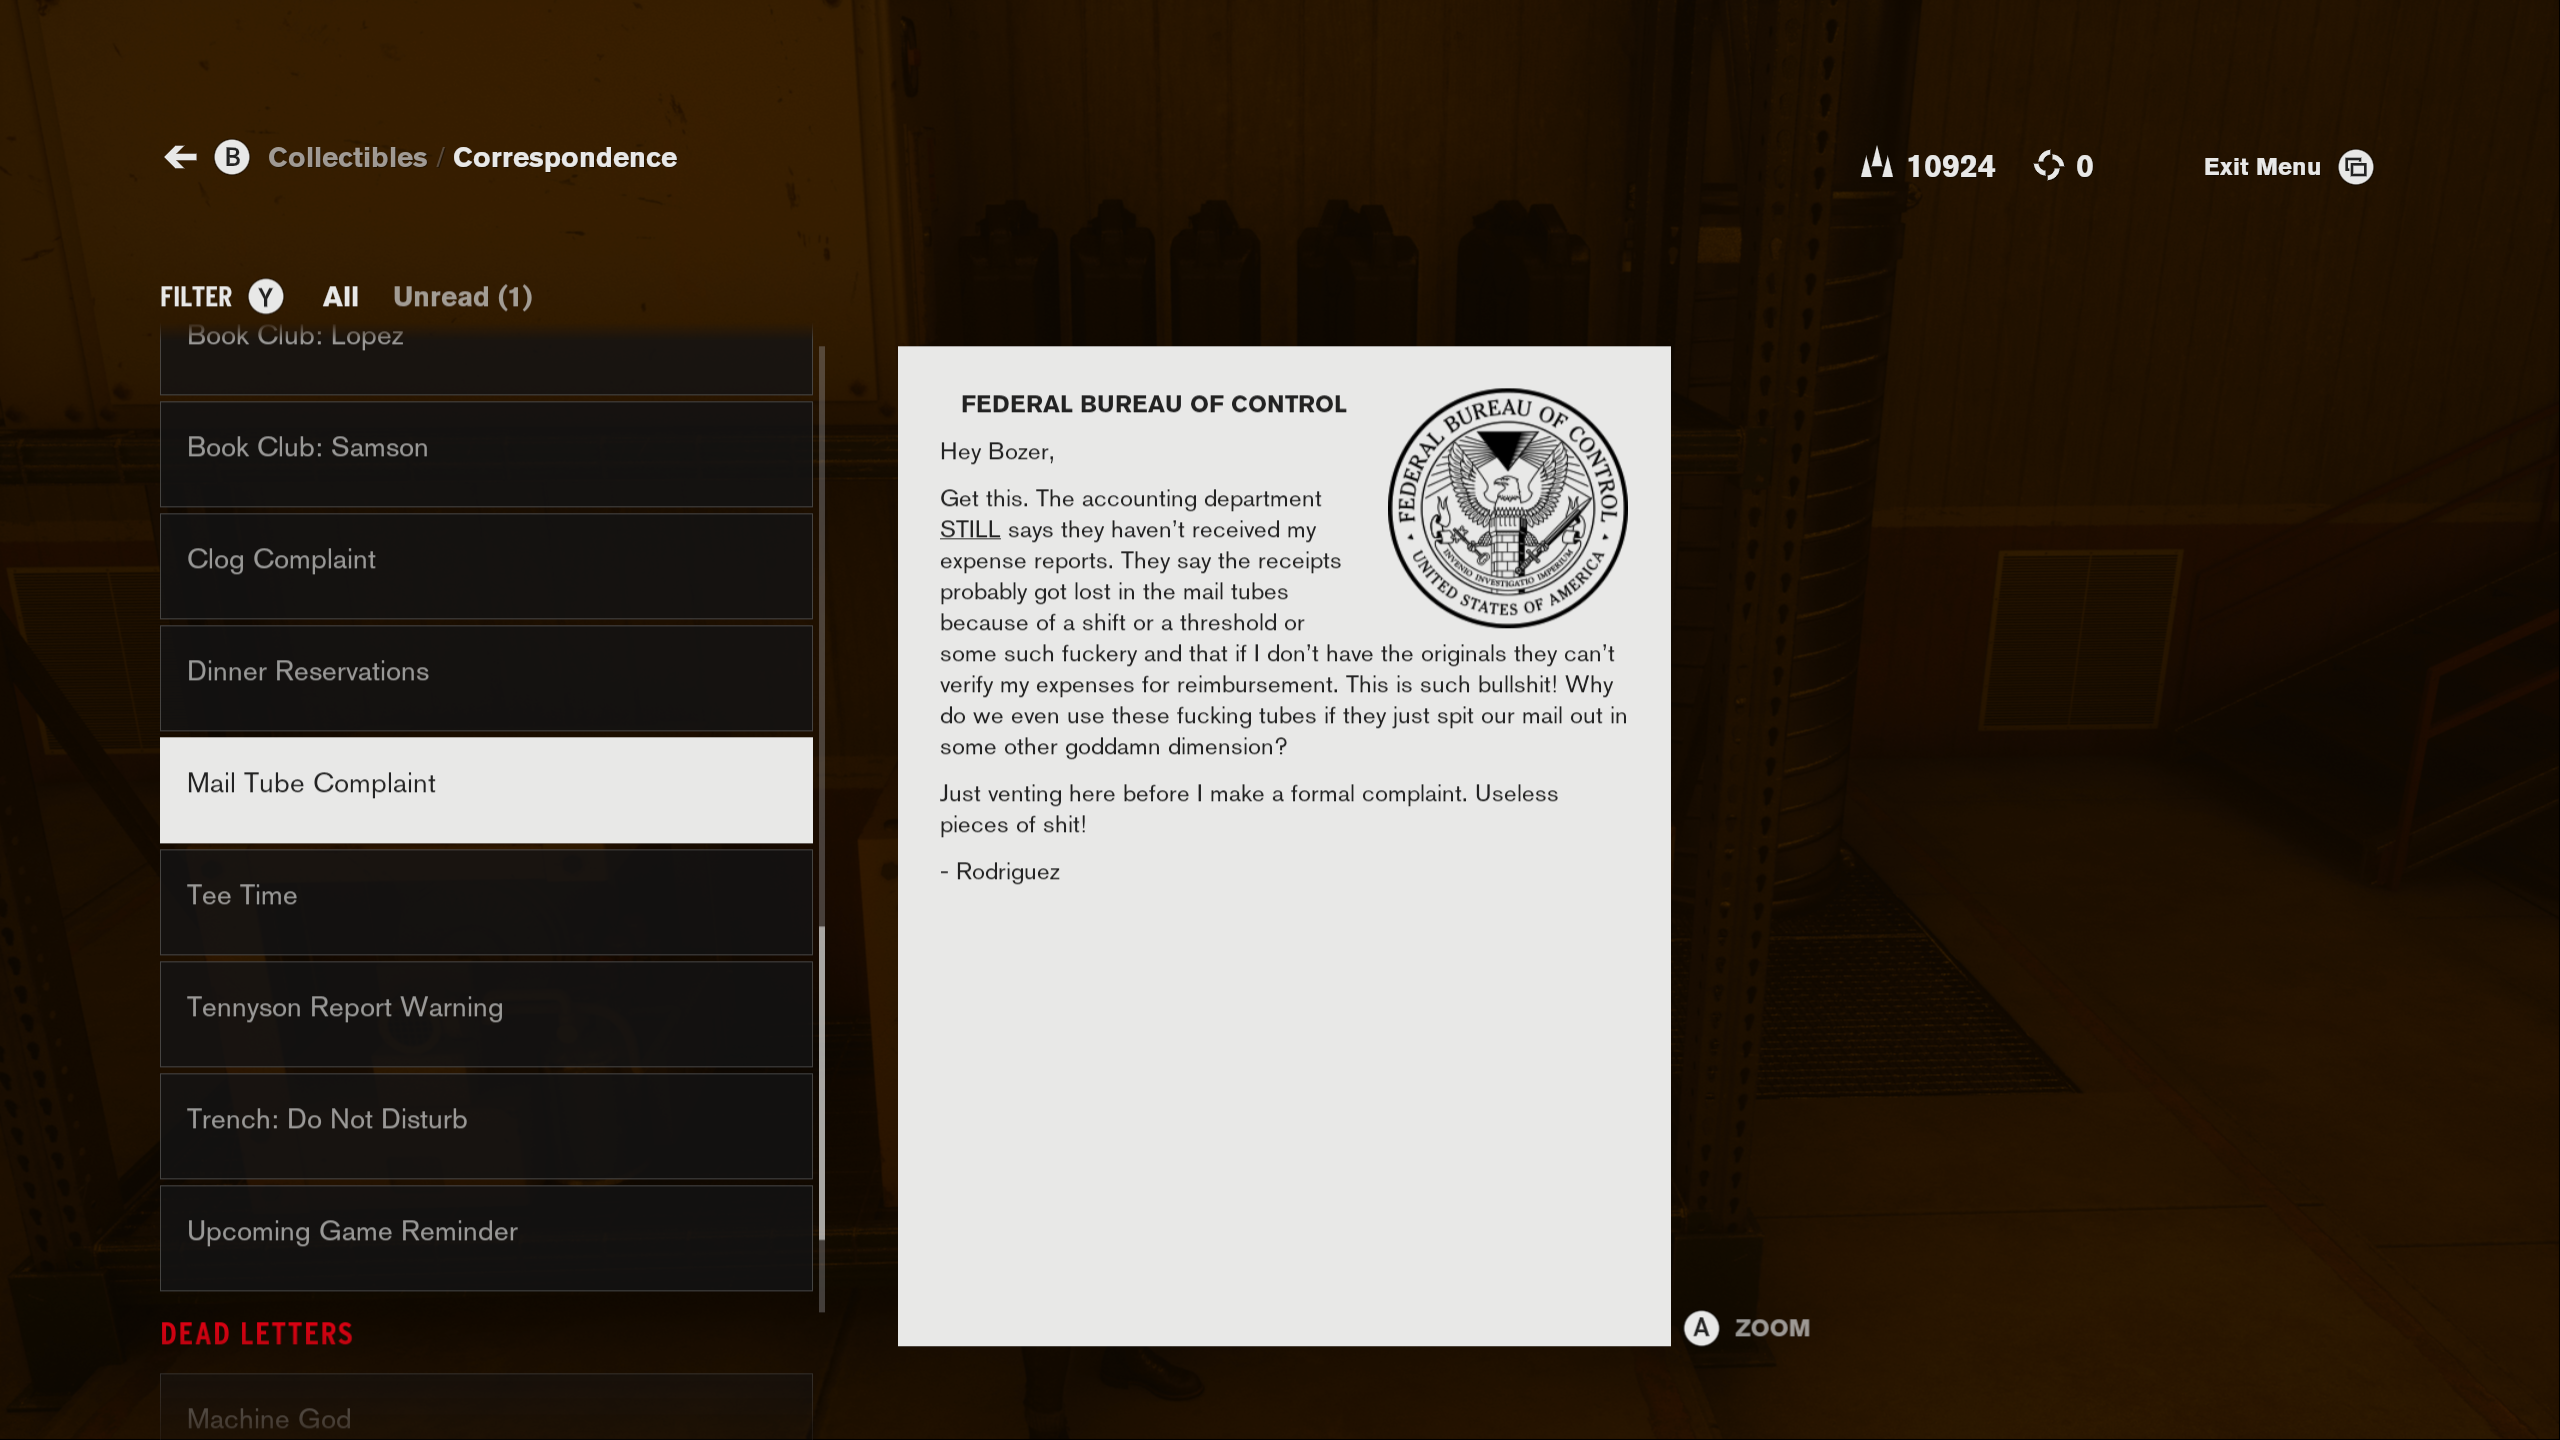 B Collectibles / Correspondence
10924 0 Exit Menu
FILTER Y All Unread (1)
Book Club: Lopez
Book Club: Samson
Clog Complaint
Dinner Reservations
Mail Tube Complaint
Tee Time
Tennyson Report Warning
Trench: Do Not Disturb
Upcoming Game Reminder
DEAD LETTERS
Machine God
FEDERAL BUREAU OF CONTROL
Hey Bozer,
Get this. The accounting department
STILL says they haven't received my
expense reports. They say the receipts
probably got lost in the mail tubes
because of a shift or a threshold or
some such fuckery and that if I don't have the originals they can't
verify my expenses for reimbursement. This is such bullshit! Why
do we even use these fucking tubes if they just spit our mail out in
some other goddamn dimension?
Just venting here before I make a formal complaint. Useless
pieces of shit!
- Rodriguez
FEDERAL BUREAU OF CONTROL
INVENIO INVESTIGATIO IMPERIUM
UNITED STATES OF AMERICA
A ZOOM